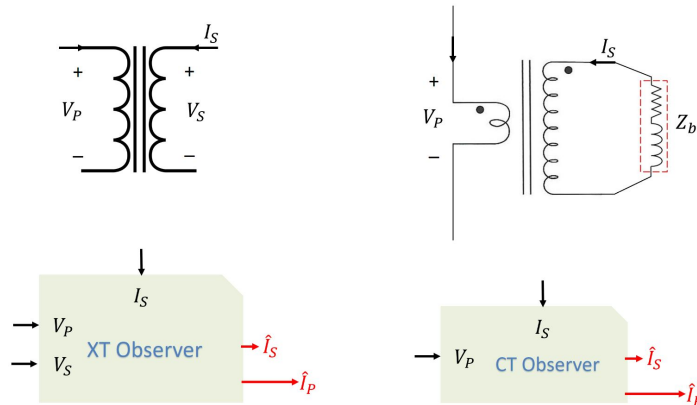 I_S
+ +
V_P V_S
− −
I_S
+
V_P
−
Z_b
I_S
V_P
V_S
XT Observer
Î_S
Î_P
I_S
V_P
CT Observer
Î_S